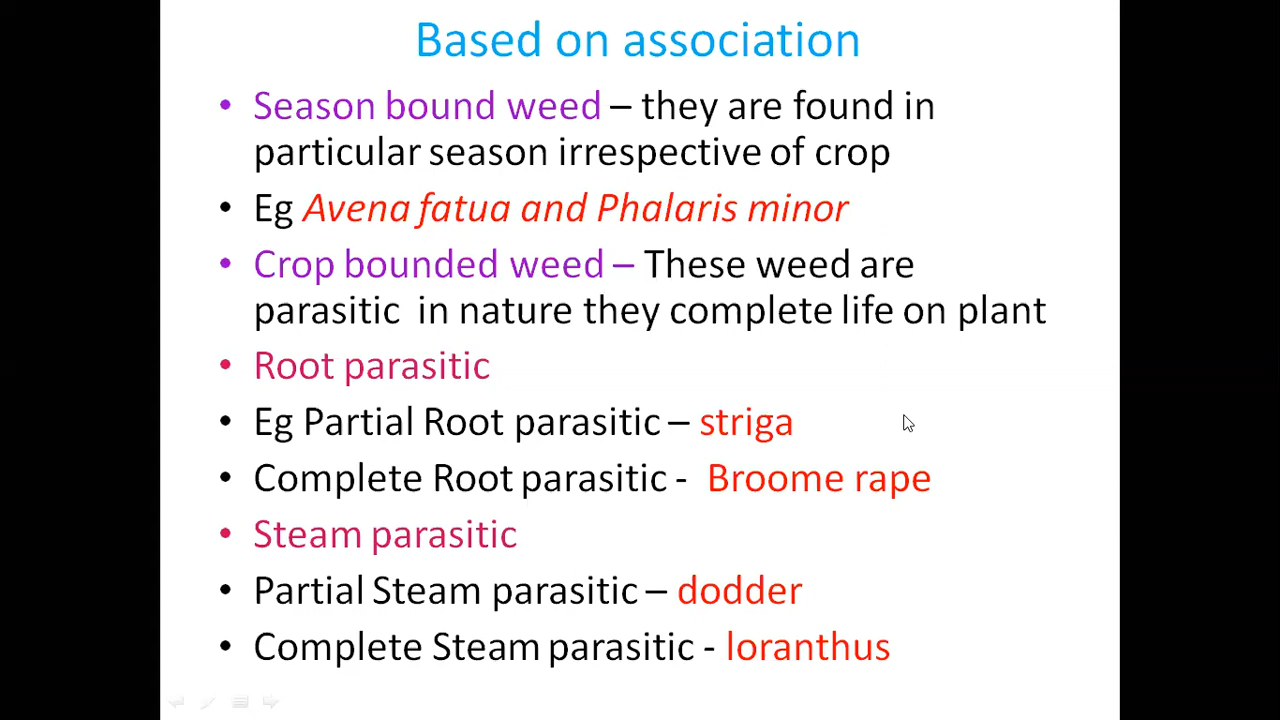 Based on association
• Season bound weed – they are found in
particular season irrespective of crop
• Eg Avena fatua and Phalaris minor
• Crop bounded weed – These weed are
parasitic in nature they complete life on plant
• Root parasitic
• Eg Partial Root parasitic – striga
• Complete Root parasitic - Broome rape
• Steam parasitic
• Partial Steam parasitic – dodder
• Complete Steam parasitic - loranthus